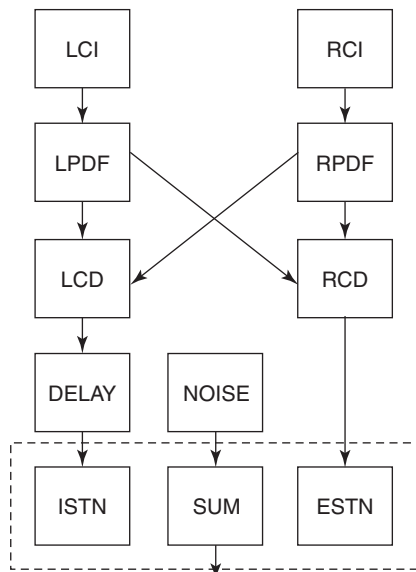 LCI
RCI
LPDF
RPDF
LCD
RCD
DELAY
NOISE
ISTN
SUM
ESTN